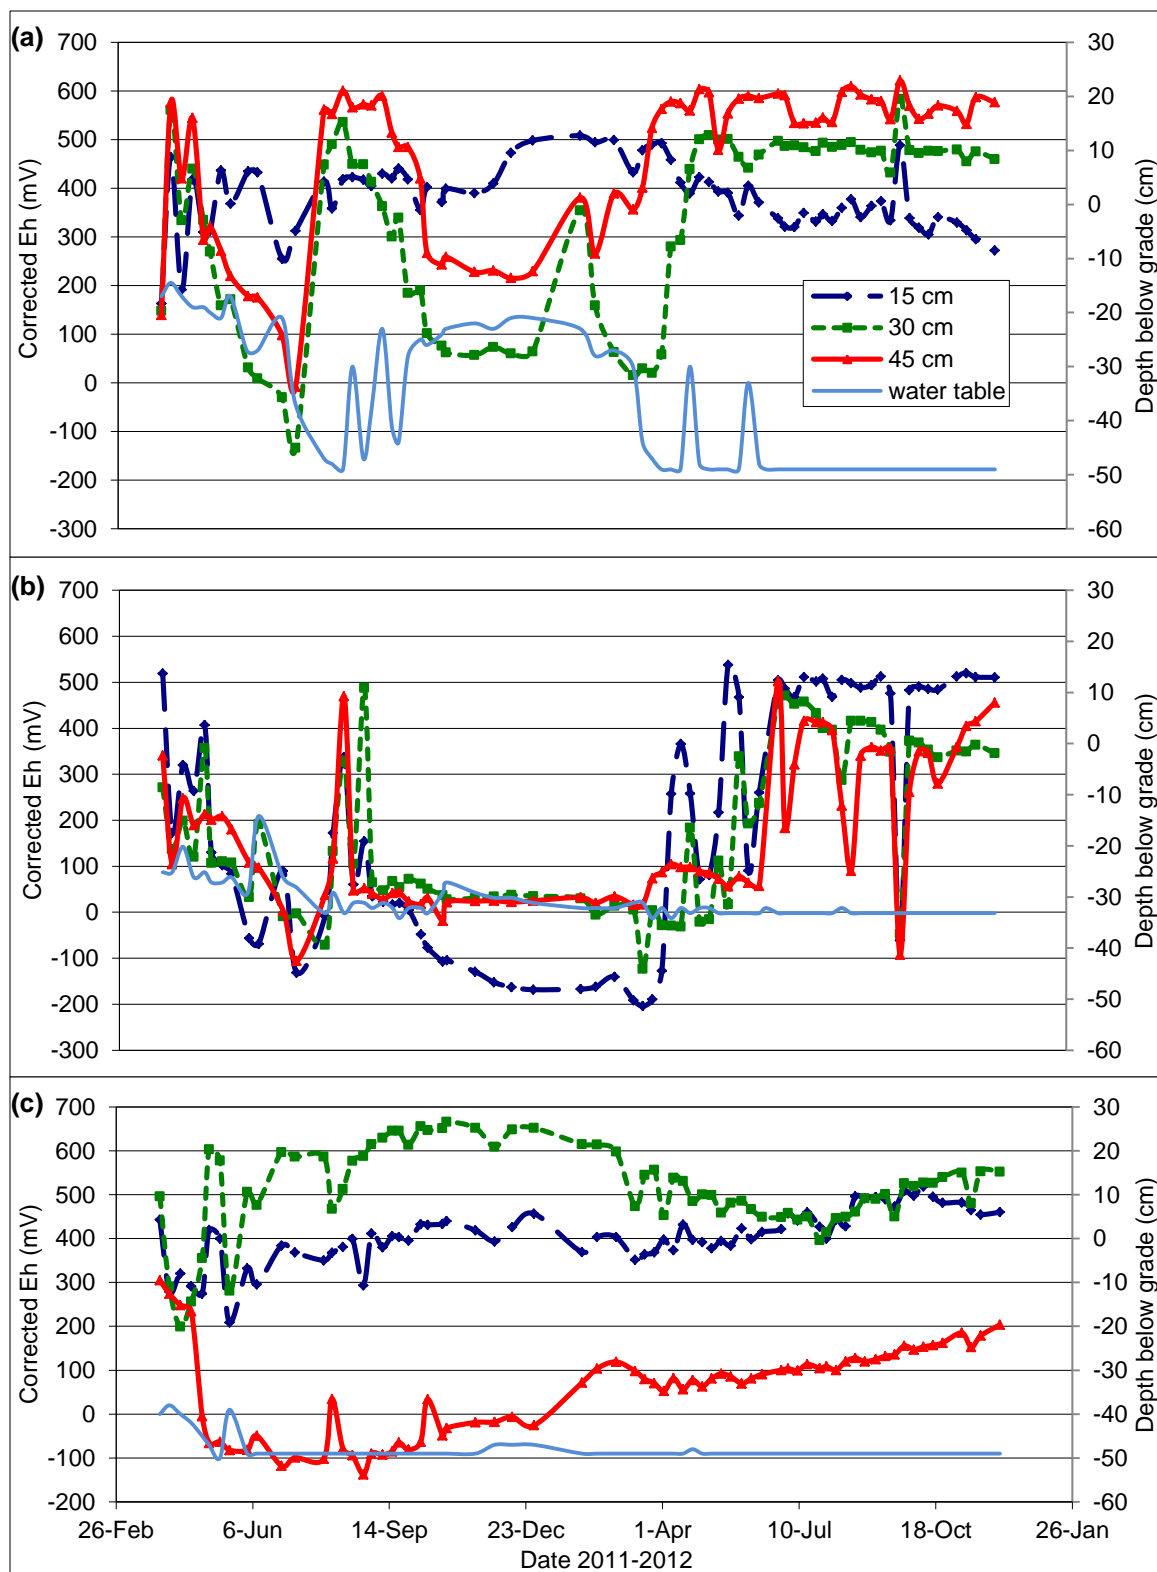 (a)
700 30
600 20
500 10
400 0
300 -10
200 -20
100 -30
0 -40
-100 -50
-200 -60
-300
Corrected Eh (mV)
Depth below grade (cm)
15 cm
30 cm
45 cm
water table
(b)
700 30
600 20
500 10
400 0
300 -10
200 -20
100 -30
0 -40
-100 -50
-200 -60
-300
Corrected Eh (mV)
Depth below grade (cm)
(c)
700 30
600 20
500 10
400 0
300 -10
200 -20
100 -30
0 -40
-100 -50
-200 -60
Corrected Eh (mV)
Depth below grade (cm)
26-Feb 6-Jun 14-Sep 23-Dec 1-Apr 10-Jul 18-Oct 26-Jan
Date 2011-2012